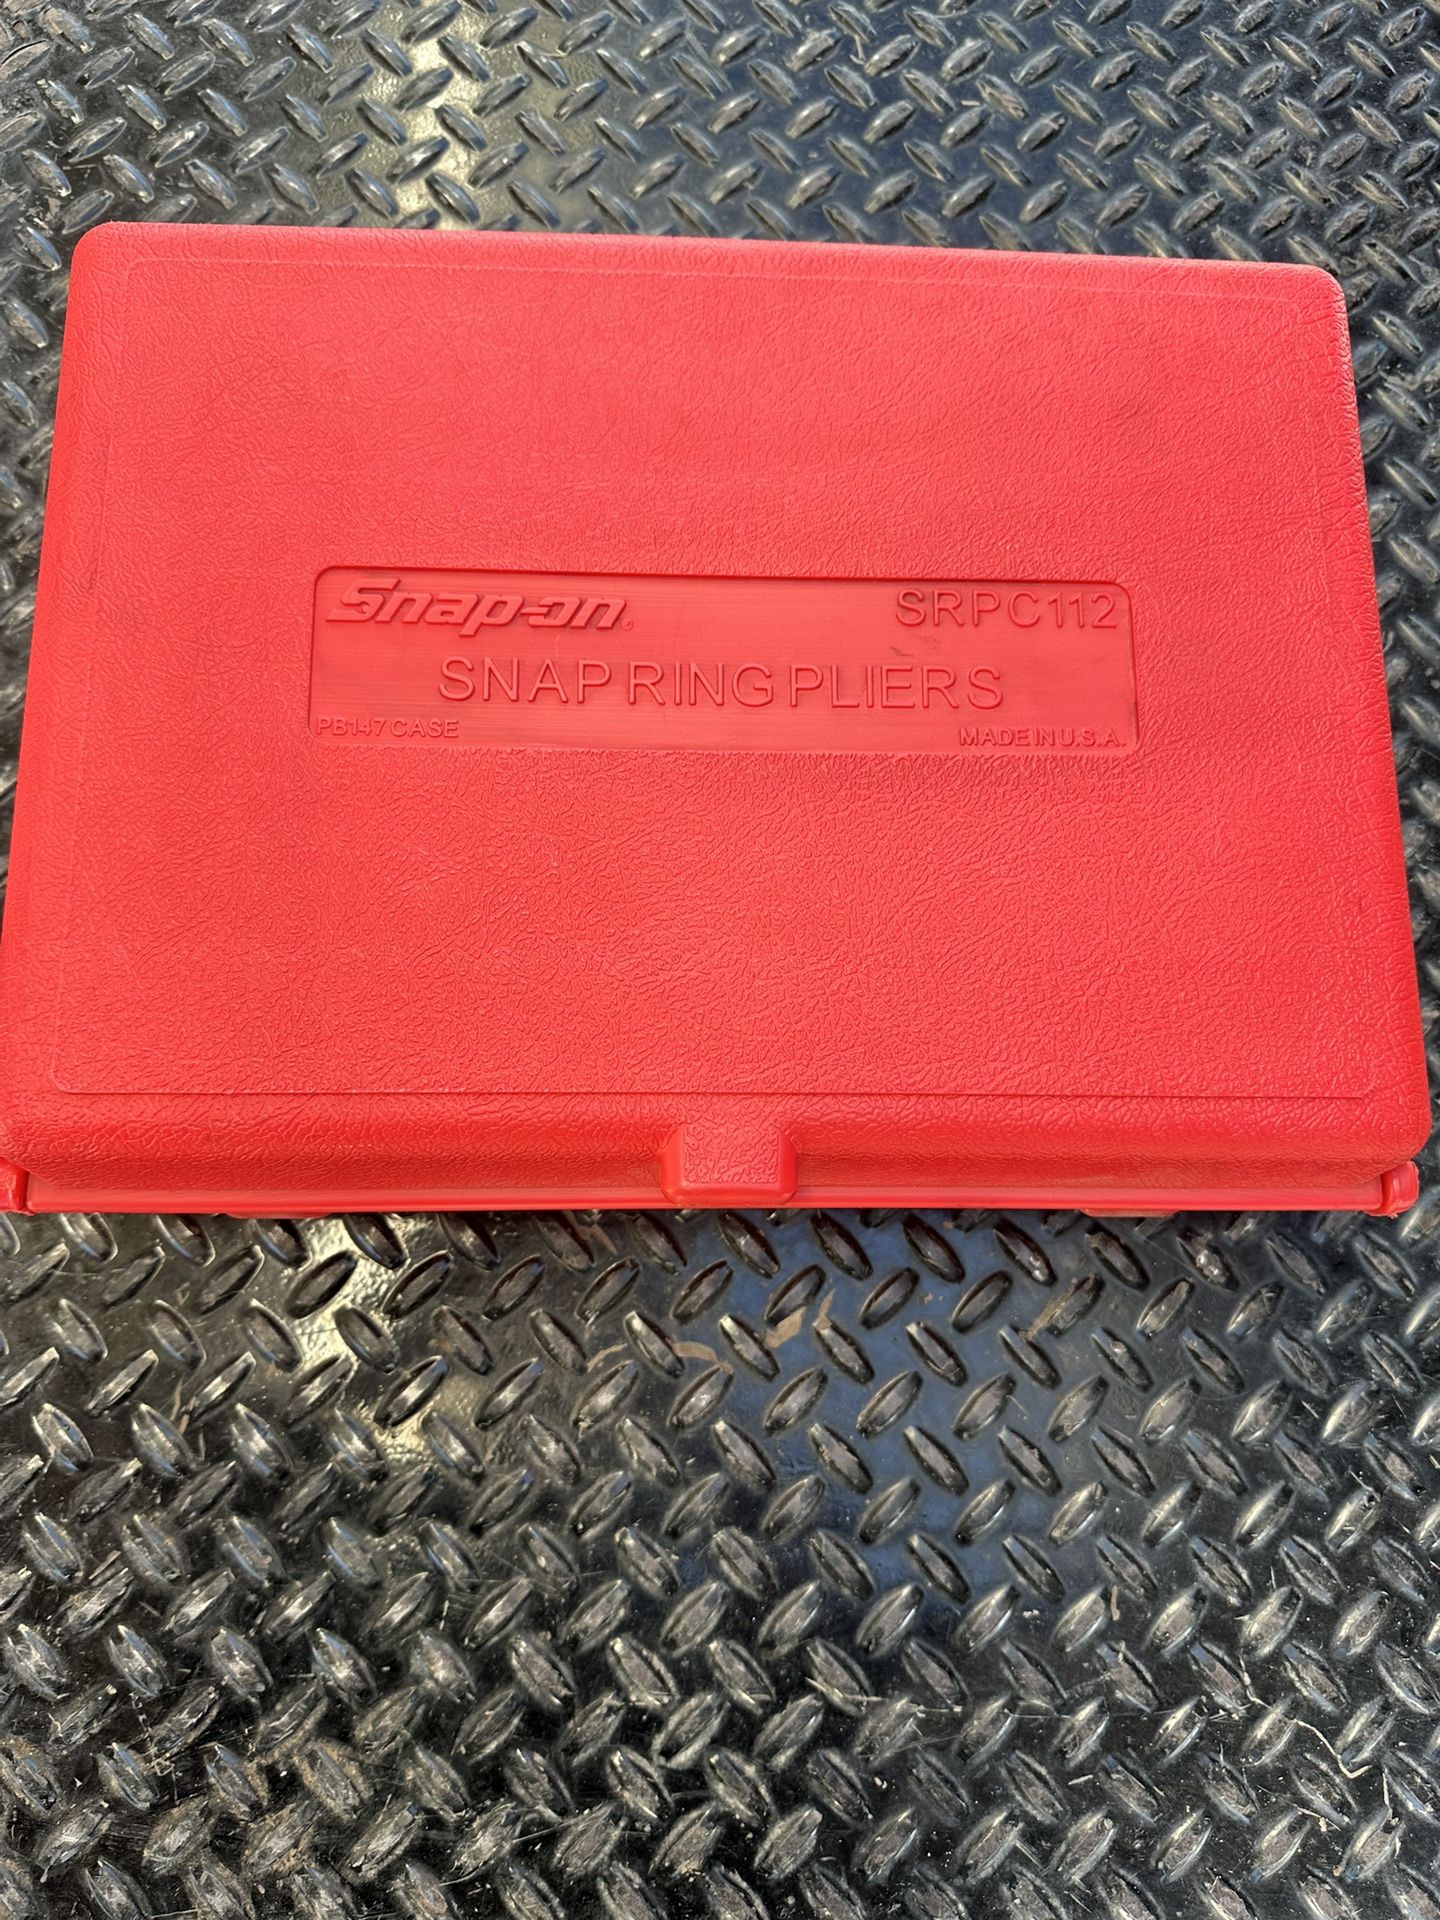 Snap-on® SRPC112
SNAP RING PLIERS
PB147 CASE MADE IN U.S.A.